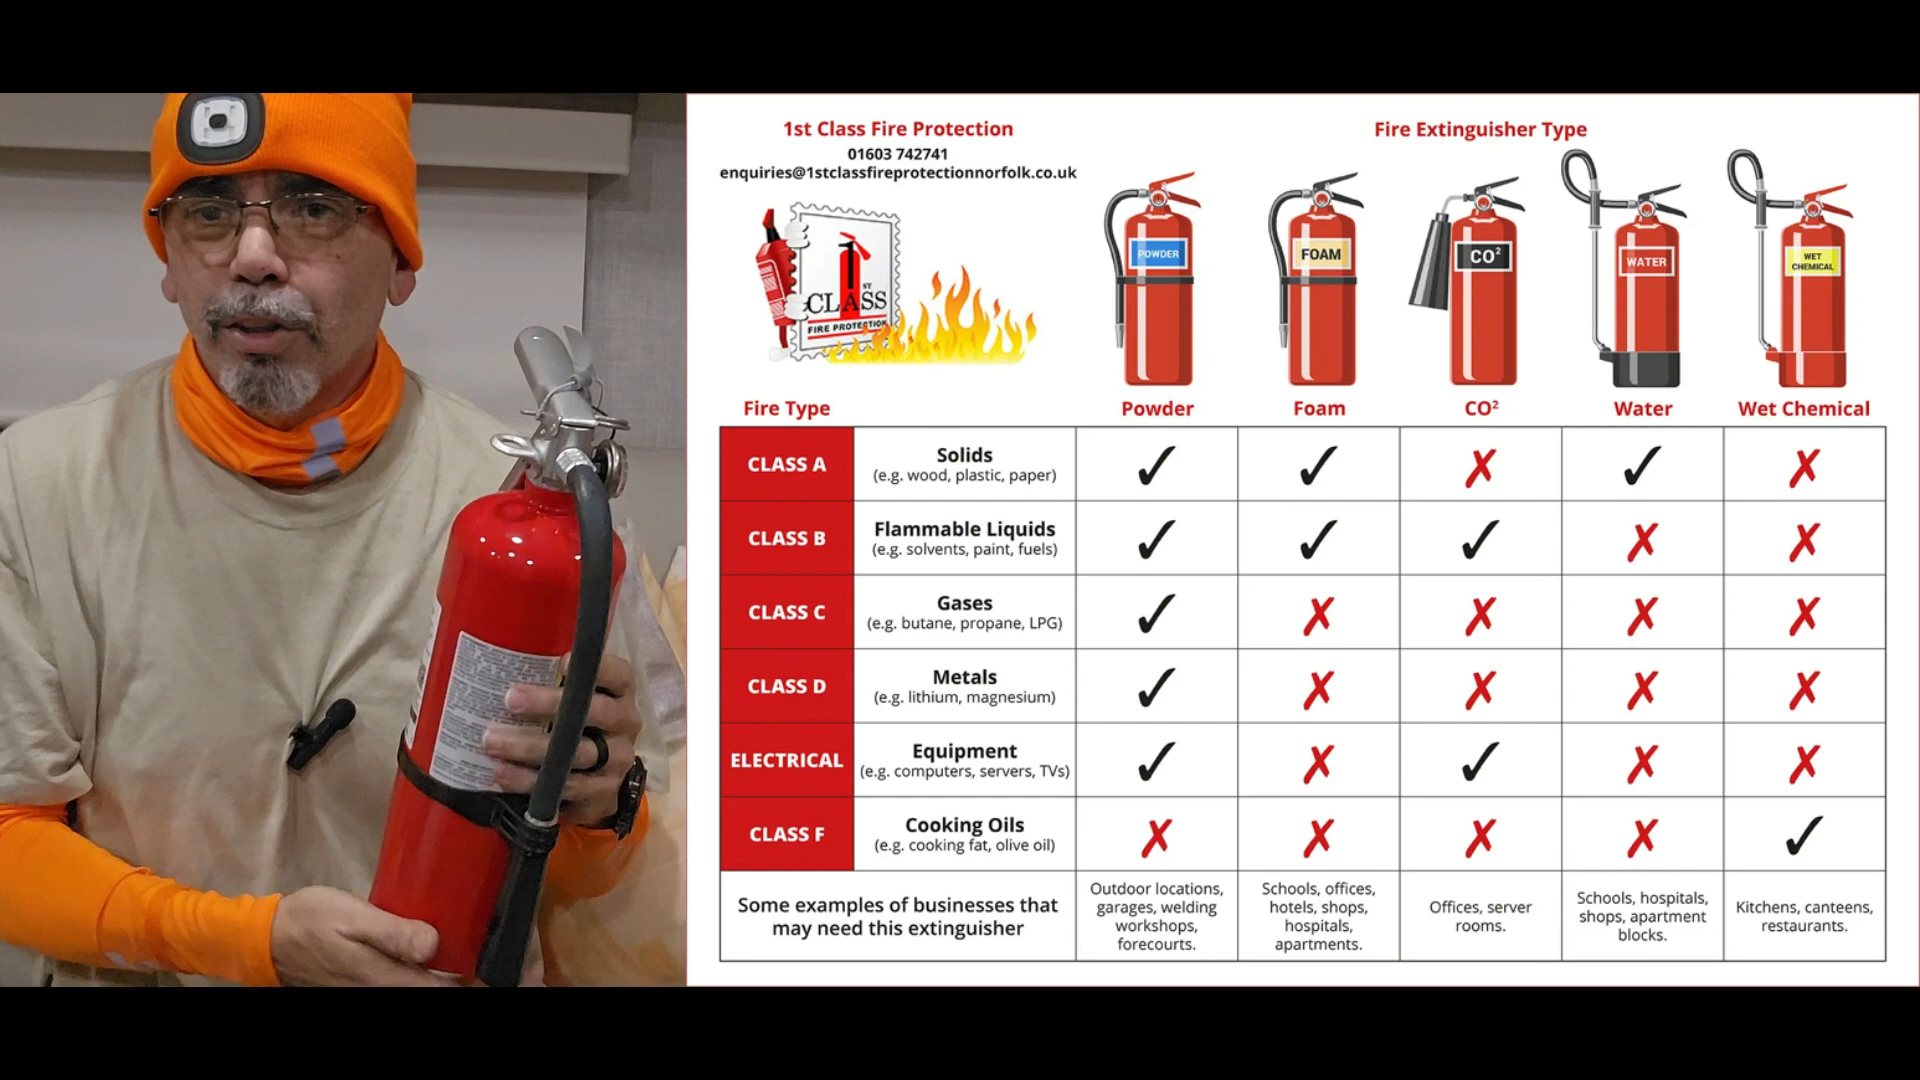 1st Class Fire Protection
01603 742741
enquiries@1stclassfireprotectionnorfolk.co.uk
1ST
CLASS
FIRE PROTECTION
Fire Extinguisher Type
POWDER
FOAM
CO²
WATER
WET
CHEMICAL
Fire Type
Powder
Foam
CO²
Water
Wet Chemical
CLASS A
Solids
(e.g. wood, plastic, paper)
✓ ✓ ✗ ✓ ✗
CLASS B
Flammable Liquids
(e.g. solvents, paint, fuels)
✓ ✓ ✓ ✗ ✗
CLASS C
Gases
(e.g. butane, propane, LPG)
✓ ✗ ✗ ✗ ✗
CLASS D
Metals
(e.g. lithium, magnesium)
✓ ✗ ✗ ✗ ✗
ELECTRICAL
Equipment
(e.g. computers, servers, TVs)
✓ ✗ ✓ ✗ ✗
CLASS F
Cooking Oils
(e.g. cooking fat, olive oil)
✗ ✗ ✗ ✗ ✓
Some examples of businesses that
may need this extinguisher
Outdoor locations,
garages, welding
workshops,
forecourts.
Schools, offices,
hotels, shops,
hospitals,
apartments.
Offices, server
rooms.
Schools, hospitals,
shops, apartment
blocks.
Kitchens, canteens,
restaurants.